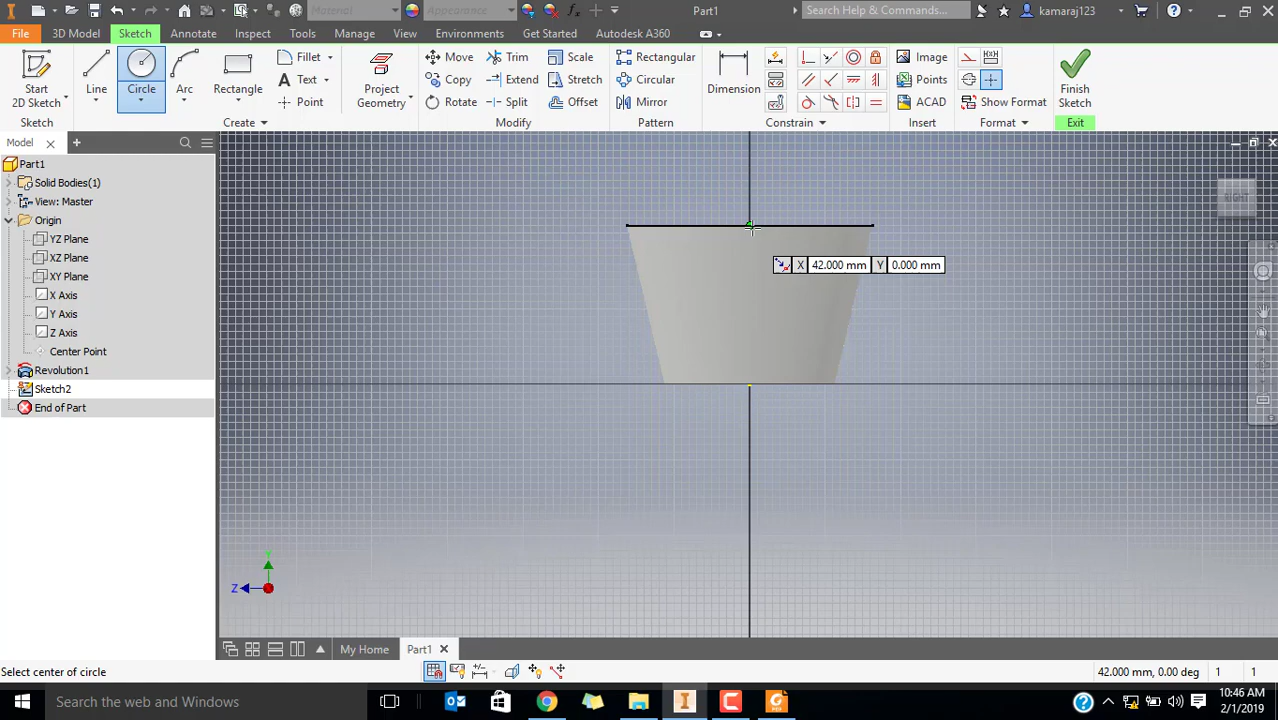 Material
Appearance
Part1
Search Help & Commands...
kamaraj123
File
3D Model
Sketch
Annotate
Inspect
Tools
Manage
View
Environments
Get Started
Autodesk A360
Start
2D Sketch
Line
Circle
Arc
Rectangle
Fillet
Text
Point
Project
Geometry
Move
Copy
Rotate
Trim
Extend
Split
Scale
Stretch
Offset
Rectangular
Circular
Mirror
Dimension
Image
Points
ACAD
Show Format
Finish
Sketch
Sketch
Create
Modify
Pattern
Constrain
Insert
Format
Exit
Model
Part1
Solid Bodies(1)
View: Master
Origin
YZ Plane
XZ Plane
XY Plane
X Axis
Y Axis
Z Axis
Center Point
Revolution1
Sketch2
End of Part
RIGHT
X 42.000 mm Y 0.000 mm
Y
Z
My Home
Part1
Select center of circle
42.000 mm, 0.00 deg 1 1
Search the web and Windows
10:46 AM
2/1/2019